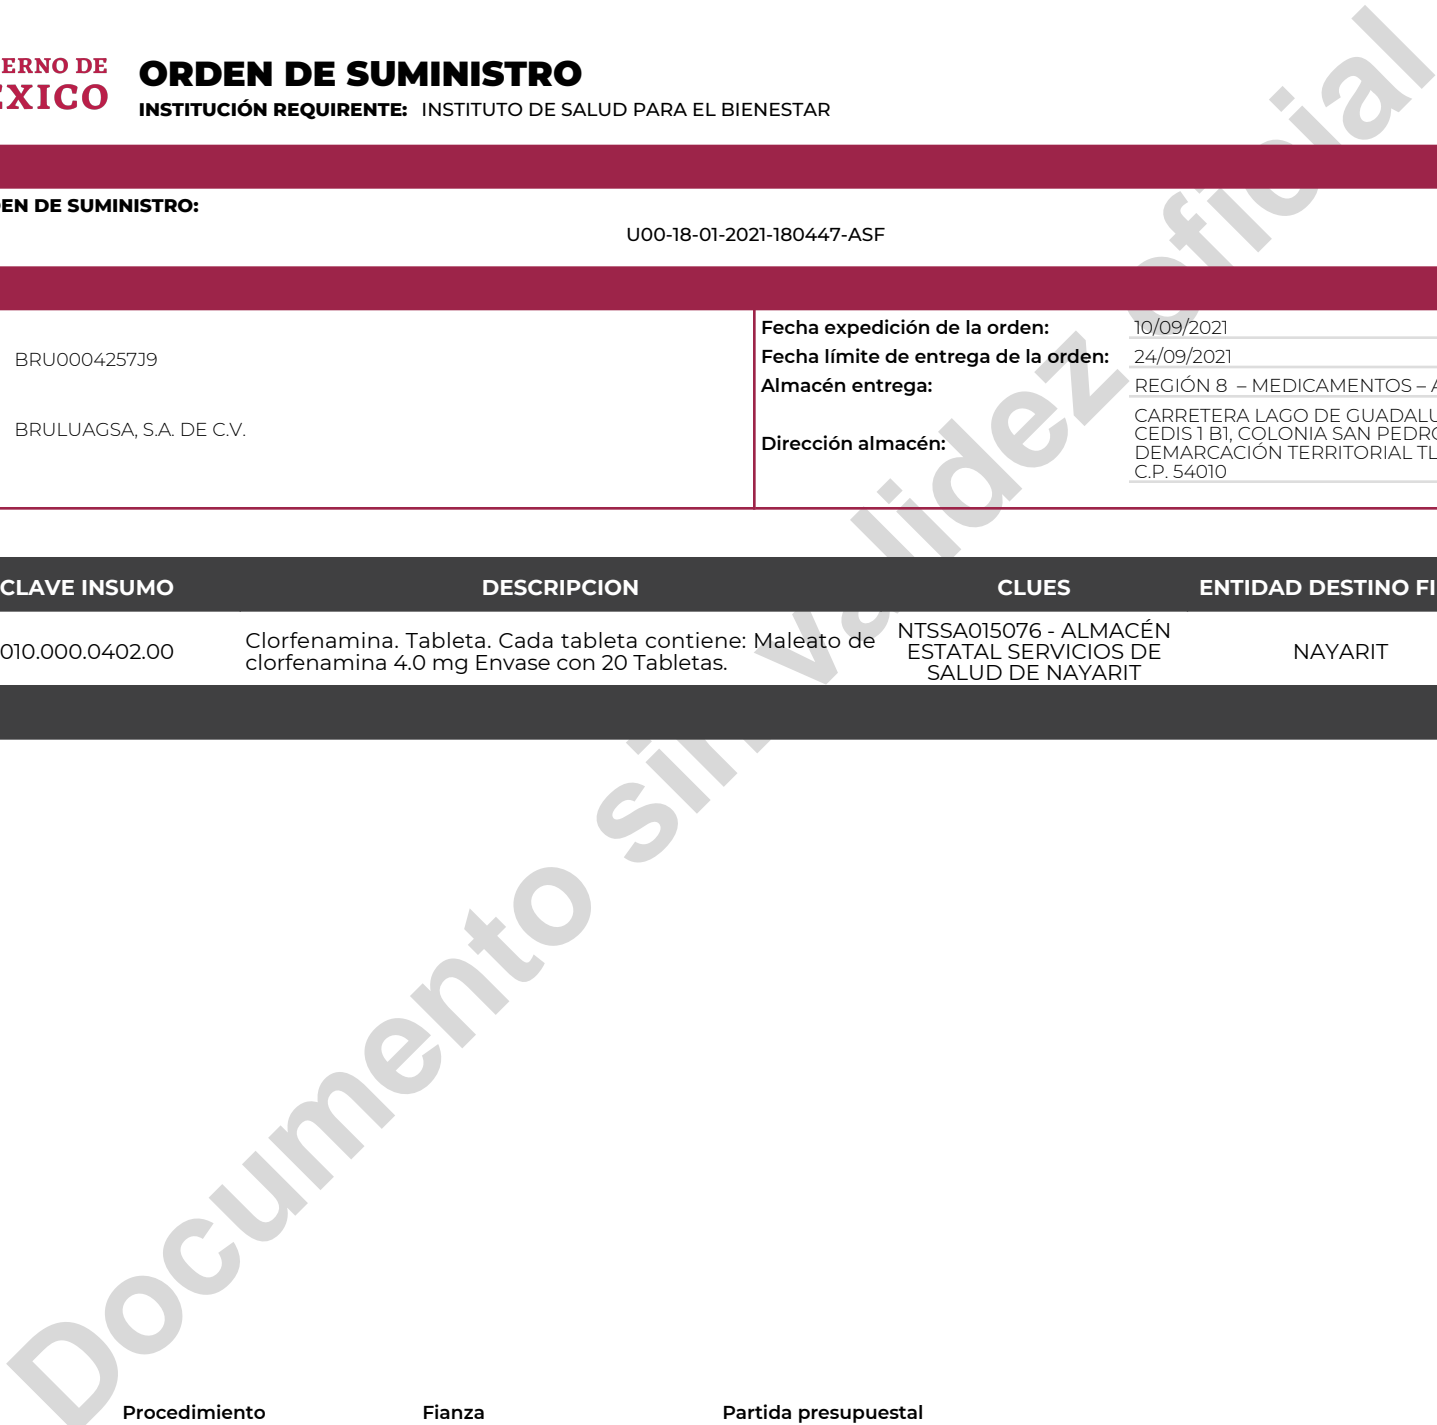 ERNO DE
ÉXICO
ORDEN DE SUMINISTRO
INSTITUCIÓN REQUIRENTE: INSTITUTO DE SALUD PARA EL BIENESTAR
EN DE SUMINISTRO:
U00-18-01-2021-180447-ASF
BRU0004257J9
BRULUAGSA, S.A. DE C.V.
Fecha expedición de la orden: 10/09/2021
Fecha límite de entrega de la orden: 24/09/2021
Almacén entrega: REGIÓN 8 – MEDICAMENTOS – A
Dirección almacén:
CARRETERA LAGO DE GUADALU
CEDIS 1 B1, COLONIA SAN PEDRO
DEMARCACIÓN TERRITORIAL TL
C.P. 54010
CLAVE INSUMO DESCRIPCION CLUES ENTIDAD DESTINO FI
010.000.0402.00
Clorfenamina. Tableta. Cada tableta contiene: Maleato de
clorfenamina 4.0 mg Envase con 20 Tabletas.
NTSSA015076 - ALMACÉN
ESTATAL SERVICIOS DE
SALUD DE NAYARIT
NAYARIT
Documento sin validez oficial
Procedimiento Fianza Partida presupuestal